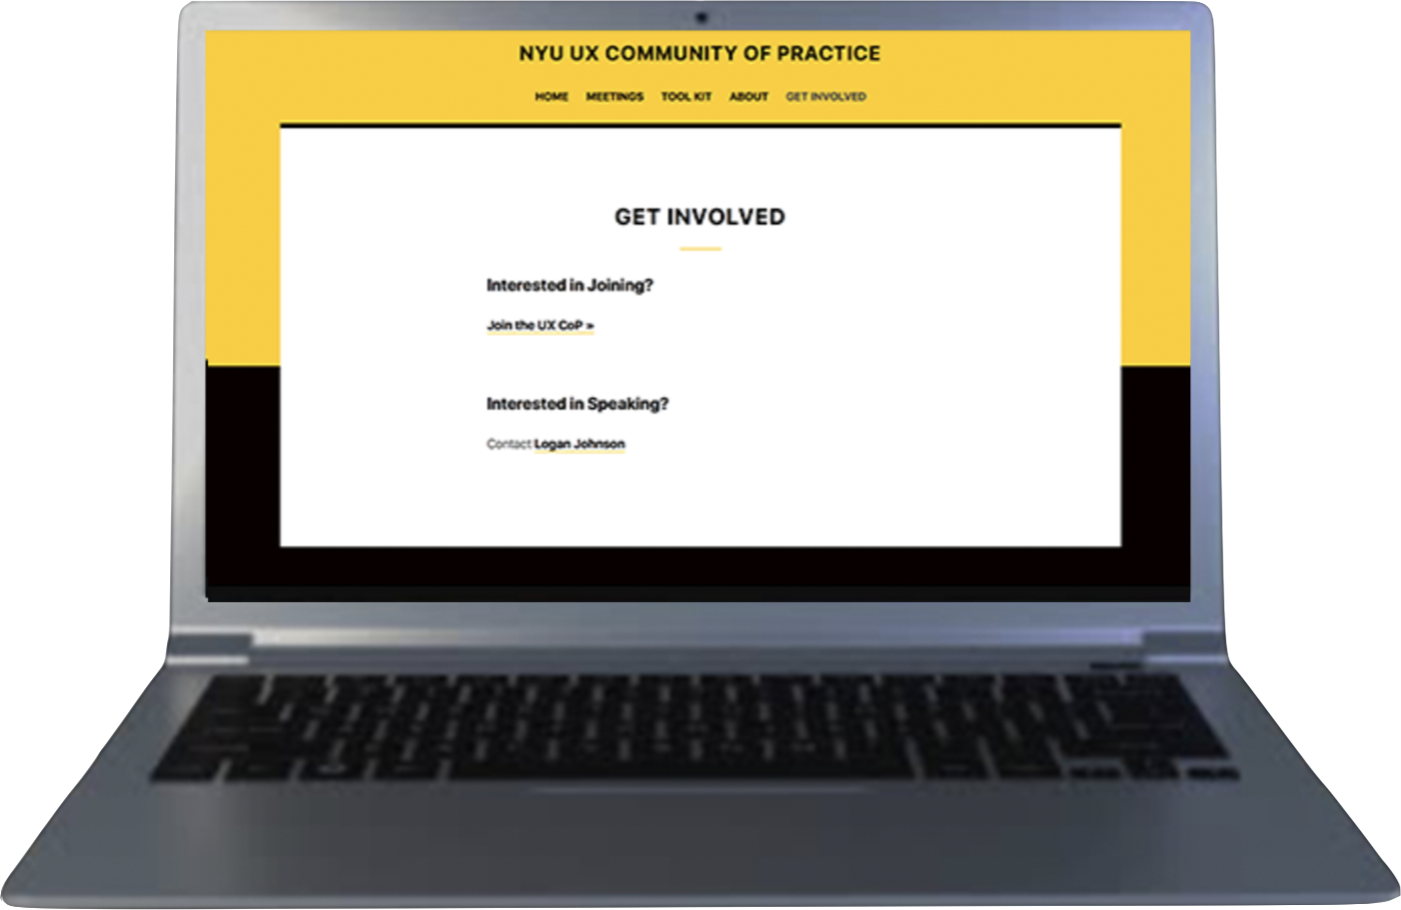 NYU UX COMMUNITY OF PRACTICE
HOME MEETINGS TOOL KIT ABOUT GET INVOLVED
GET INVOLVED
Interested in Joining?
Join the UX CoP »
Interested in Speaking?
Contact Logan Johnson